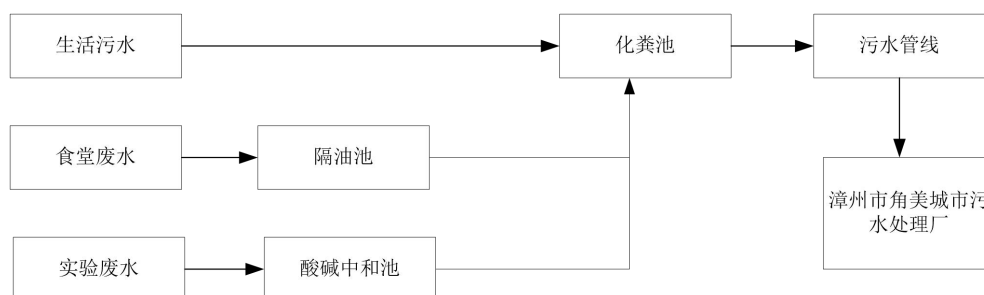 生活污水
化粪池
污水管线
食堂废水
隔油池
漳州市角美城市污
水处理厂
实验废水
酸碱中和池